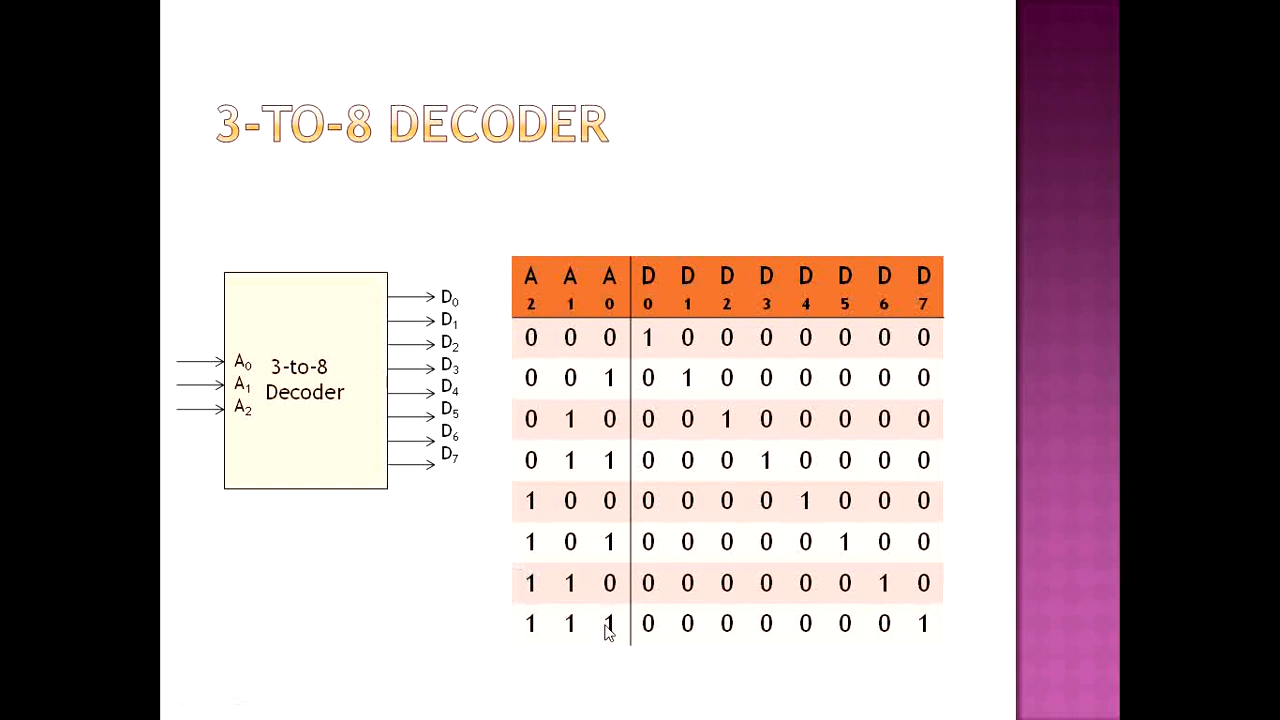 3-TO-8 DECODER
A0
A1
A2
3-to-8
Decoder
D0
D1
D2
D3
D4
D5
D6
D7
A A A D D D D D D D D
2 1 0 0 1 2 3 4 5 6 7
0 0 0 1 0 0 0 0 0 0 0
0 0 1 0 1 0 0 0 0 0 0
0 1 0 0 0 1 0 0 0 0 0
0 1 1 0 0 0 1 0 0 0 0
1 0 0 0 0 0 0 1 0 0 0
1 0 1 0 0 0 0 0 1 0 0
1 1 0 0 0 0 0 0 0 1 0
1 1 1 0 0 0 0 0 0 0 1